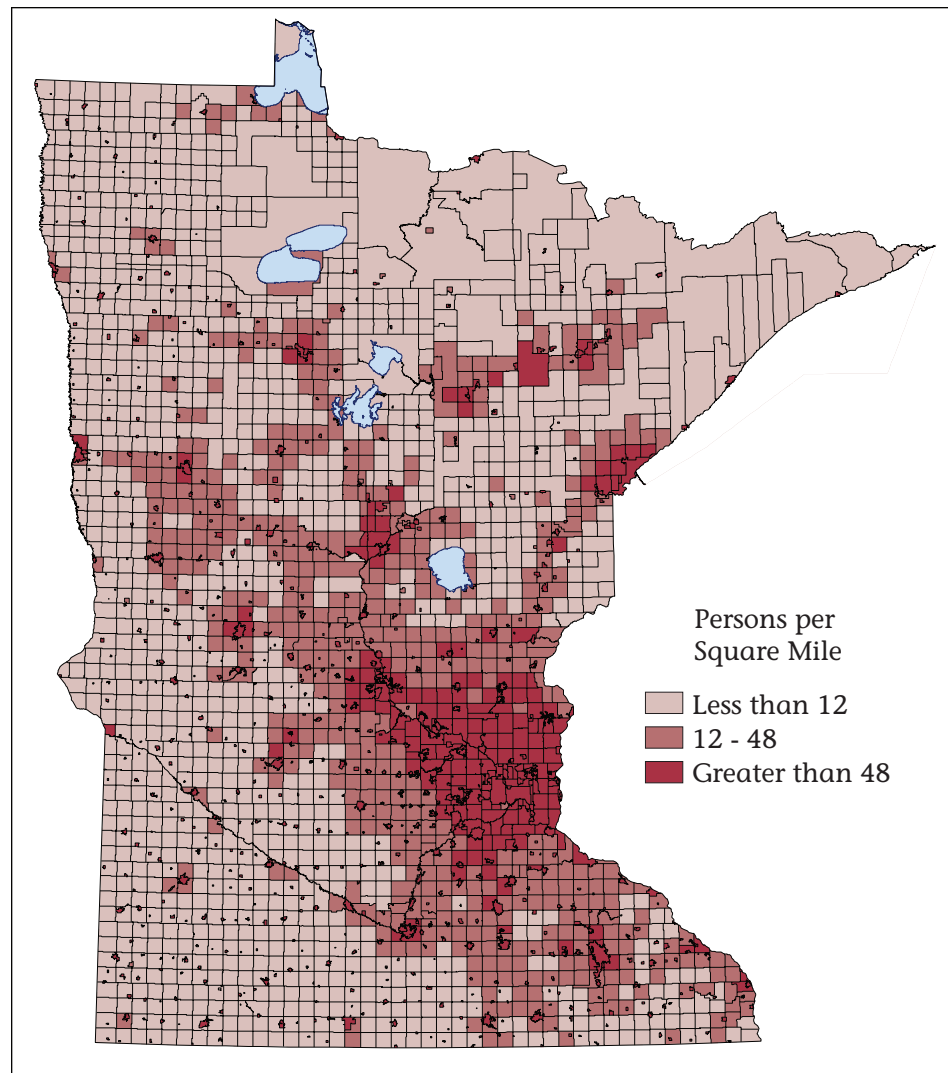 Persons per
Square Mile
Less than 12
12 - 48
Greater than 48